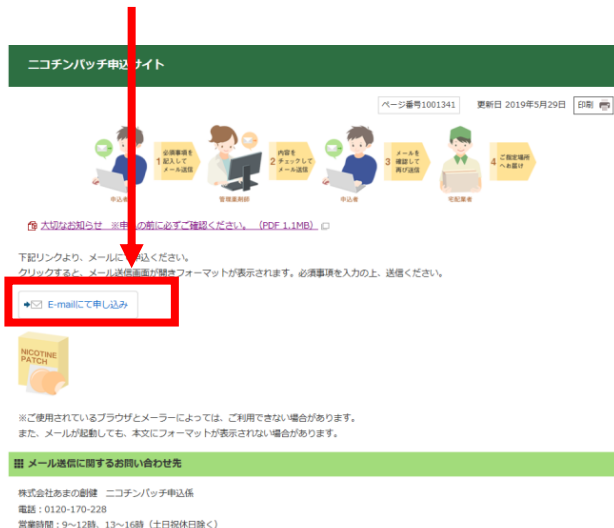 ニコチンパッチ申込サイト
ページ番号1001341 更新日 2019年5月29日 印刷
1 必須事項を記入してメール送信
2 内容をチェックしてメール送信
3 メールを確認して再び送信
4 ご指定場所へお届け
申込者 管理薬剤師 申込者 宅配業者
大切なお知らせ ※申の前に必ずご確認ください。 (PDF 1.1MB)
下記リンクより、メールに申込ください。
クリックすると、メール送信画面が開きフォーマットが表示されます。必須事項を入力の上、送信ください。
E-mailにて申し込み
NICOTINE
PATCH
※ご使用されているブラウザとメーラーによっては、ご利用できない場合があります。
また、メールが起動しても、本文にフォーマットが表示されない場合があります。
メール送信に関するお問い合わせ先
株式会社あまの創健 ニコチンパッチ申込係
電話:0120-170-228
営業時間:9~12時、13~16時(土日祝休日除く)